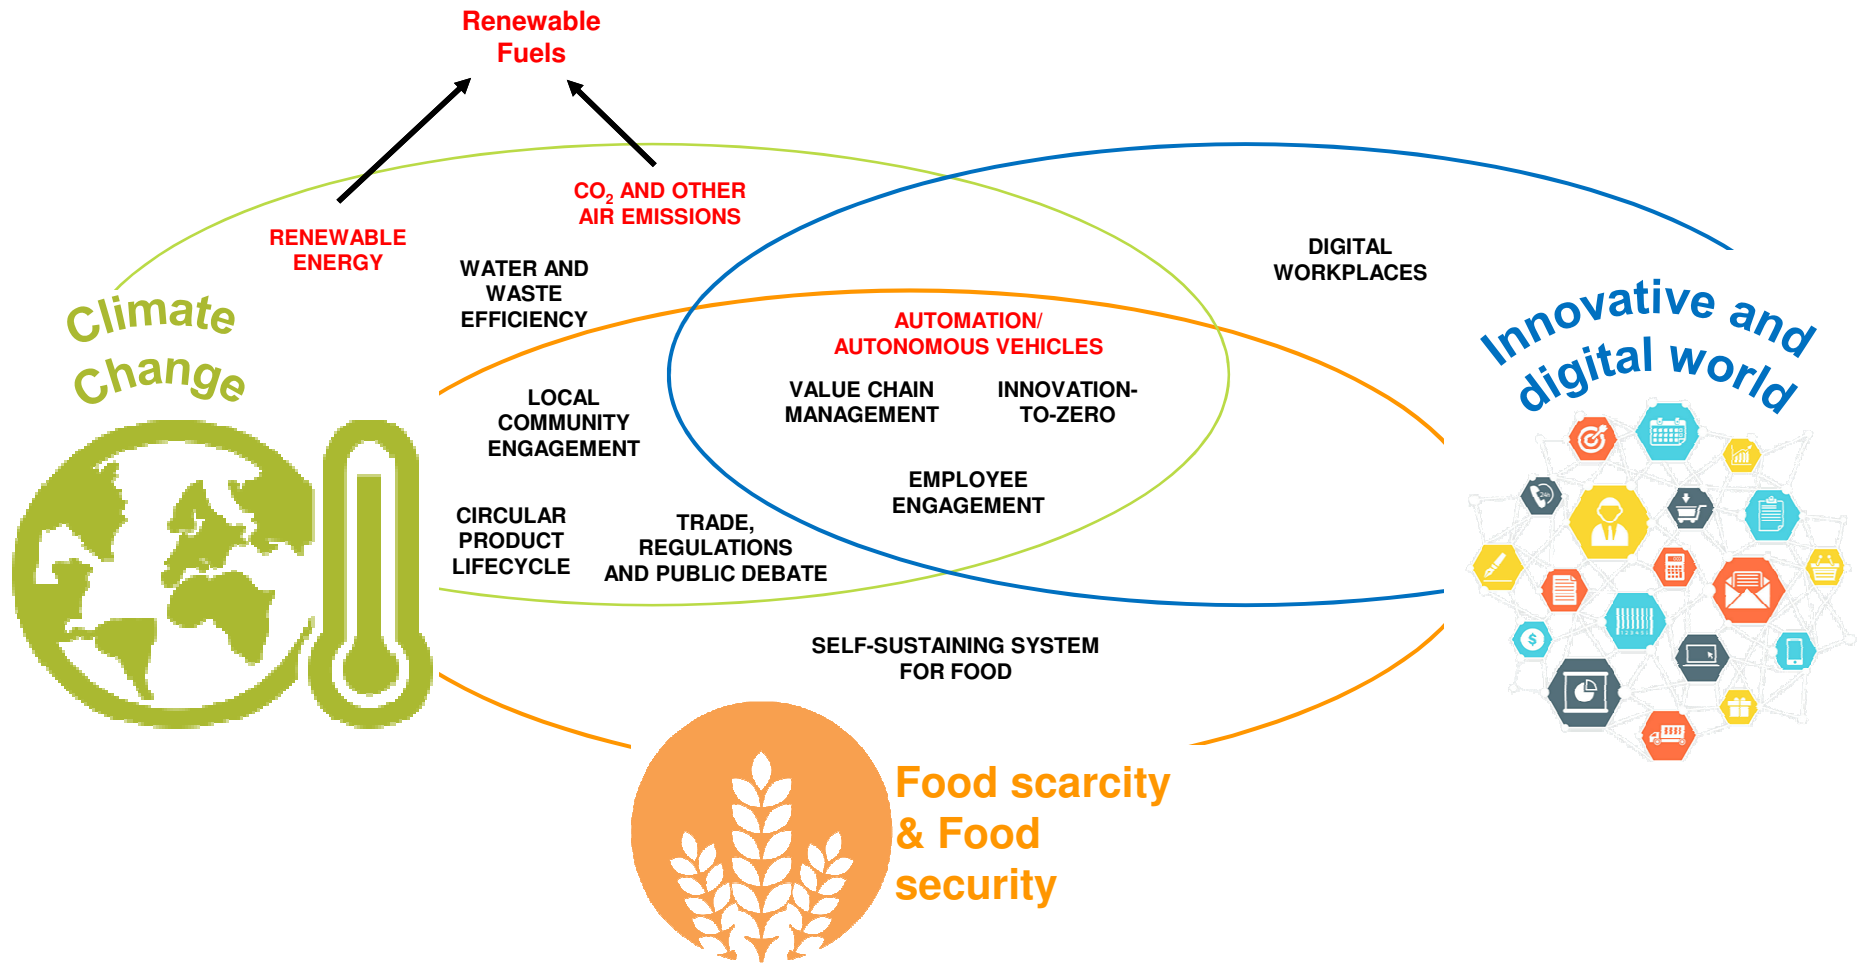 Renewable
Fuels
CO₂ AND OTHER
AIR EMISSIONS
RENEWABLE
ENERGY
WATER AND
WASTE
EFFICIENCY
DIGITAL
WORKPLACES
Climate
Change
Innovative and
digital world
AUTOMATION/
AUTONOMOUS VEHICLES
LOCAL
COMMUNITY
ENGAGEMENT
VALUE CHAIN
MANAGEMENT
INNOVATION-
TO-ZERO
EMPLOYEE
ENGAGEMENT
CIRCULAR
PRODUCT
LIFECYCLE
TRADE,
REGULATIONS
AND PUBLIC DEBATE
24h
$
SELF-SUSTAINING SYSTEM
FOR FOOD
Food scarcity
& Food
security